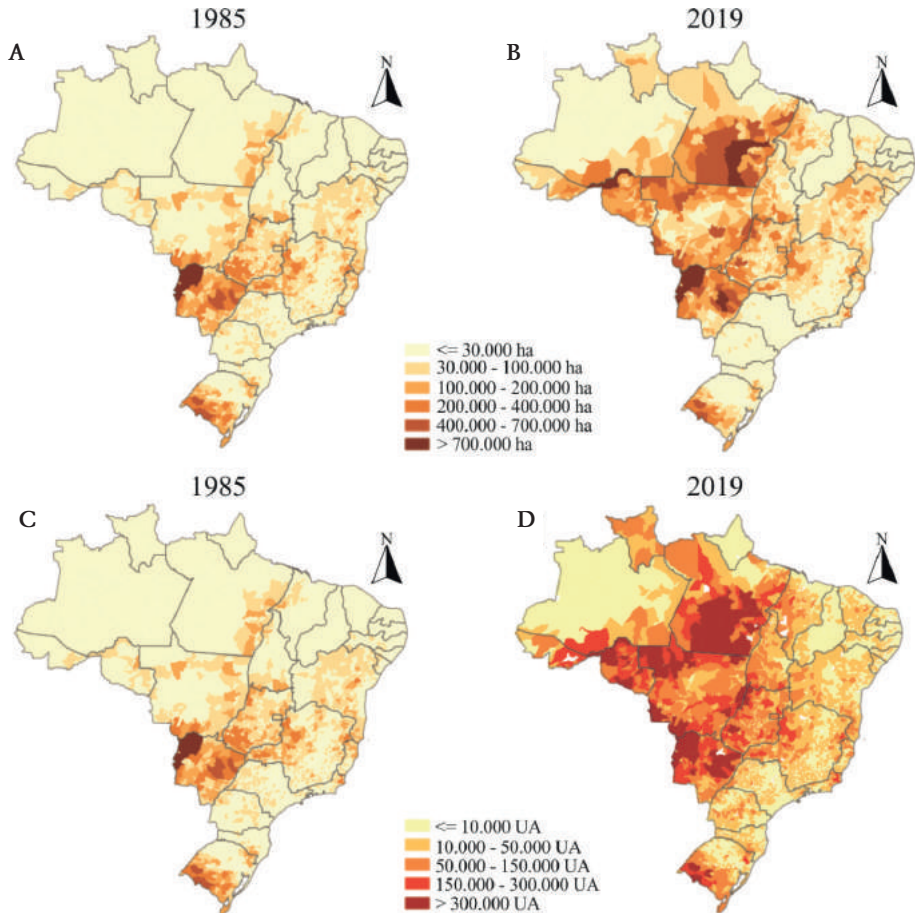 1985
2019
A
B
N
N
<= 30.000 ha
30.000 - 100.000 ha
100.000 - 200.000 ha
200.000 - 400.000 ha
400.000 - 700.000 ha
> 700.000 ha
1985
2019
C
D
N
N
<= 10.000 UA
10.000 - 50.000 UA
50.000 - 150.000 UA
150.000 - 300.000 UA
> 300.000 UA